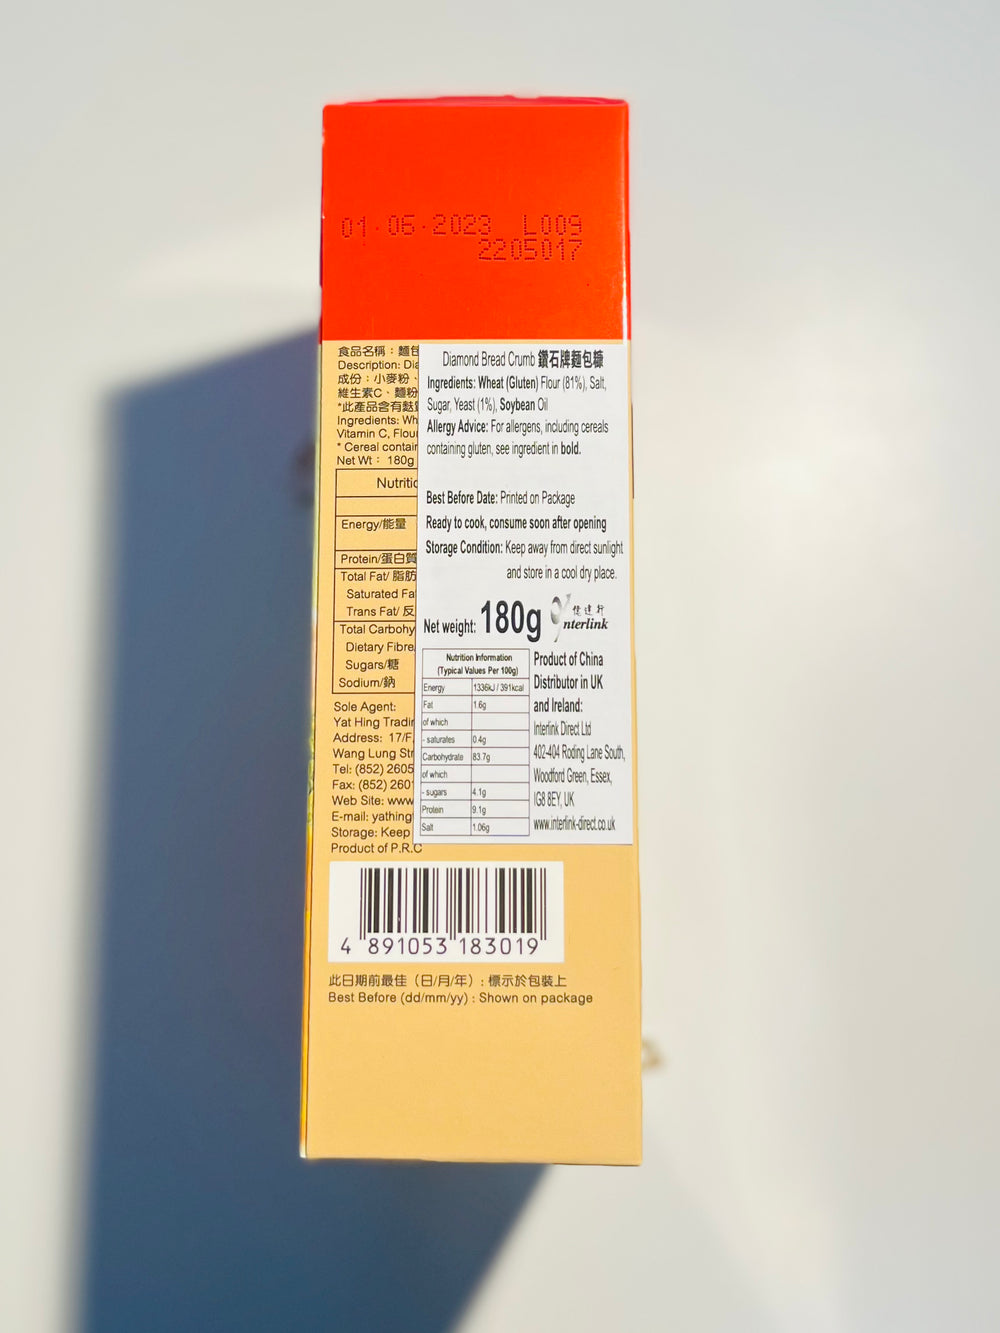 01.06.2023 L009
2205017
食品名稱：麵包
Description: Dia
成份：小麥粉、
維生素C、麵粉
*此產品含有麩質
Ingredients: Wh
Vitamin C, Flour
* Cereal contain
Net Wt： 180g
Nutritio
Energy/能量
Protein/蛋白質
Total Fat/ 脂肪
Saturated Fa
Trans Fat/ 反
Total Carbohy
Dietary Fibre
Sugars/糖
Sodium/鈉
Sole Agent:
Yat Hing Tradin
Address: 17/F
Wang Lung Str
Tel: (852) 2605
Fax: (852) 260
Web Site: www
E-mail: yathing
Storage: Keep
Product of P.R.C
Diamond Bread Crumb 鑽石牌麵包糠
Ingredients: Wheat (Gluten) Flour (81%), Salt,
Sugar, Yeast (1%), Soybean Oil
Allergy Advice: For allergens, including cereals
containing gluten, see ingredient in bold.
Best Before Date: Printed on Package
Ready to cook, consume soon after opening
Storage Condition: Keep away from direct sunlight
and store in a cool dry place.
Net weight: 180g
億達行
Interlink
Nutrition Information
(Typical Values Per 100g)
Energy 1336kJ / 391kcal
Fat 1.6g
of which
- saturates 0.4g
Carbohydrate 83.7g
of which
- sugars 4.1g
Protein 9.1g
Salt 1.06g
Product of China
Distributor in UK
and Ireland:
Interlink Direct Ltd
402-404 Roding Lane South,
Woodford Green, Essex,
IG8 8EY, UK
www.interlink-direct.co.uk
4 891053 183019
此日期前最佳（日/月/年）: 標示於包裝上
Best Before (dd/mm/yy) : Shown on package